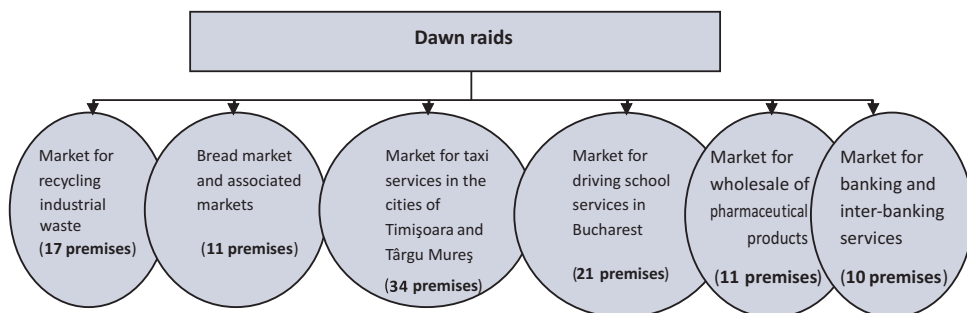 Dawn raids
Market for
recycling
industrial
waste
(17 premises)
Bread market
and associated
markets
(11 premises)
Market for taxi
services in the
cities of
Timişoara and
Târgu Mureş
(34 premises)
Market for
driving school
services in
Bucharest
(21 premises)
Market for
wholesale of
pharmaceutical
products
(11 premises)
Market for
banking and
inter-banking
services
(10 premises)